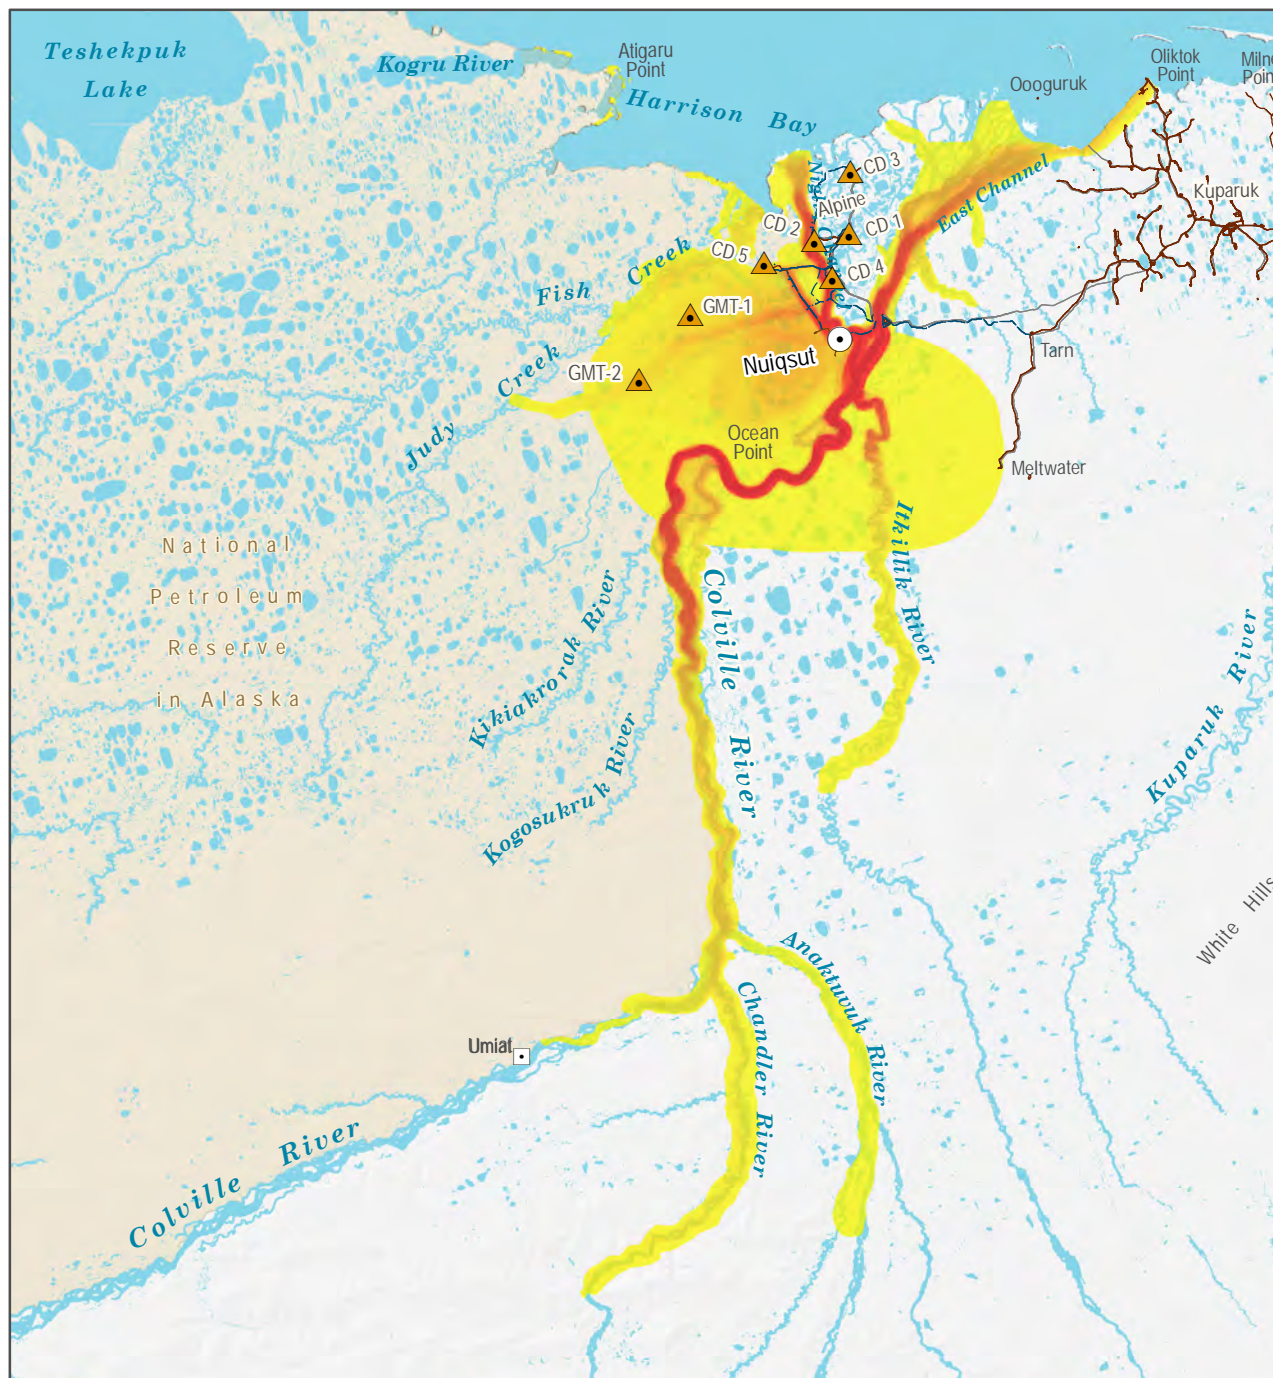 Teshekpuk
Lake
Kogru River
Atigaru
Point
Harrison Bay
Oliktok
Point
Oooguruk
CD 3
Alpine
East Channel
Kuparuk
CD 2
CD 1
CD 5
CD 4
Fish Creek
GMT-1
Nuiqsut
Tarn
GMT-2
Judy Creek
Ocean
Point
Meltwater
Itkillik River
National
Petroleum
Reserve
in Alaska
Colville River
Kikiakrorak River
Kogosukruk River
Kuparuk River
White Hills
Anaktuvuk River
Chandler River
Umiat
Colville River